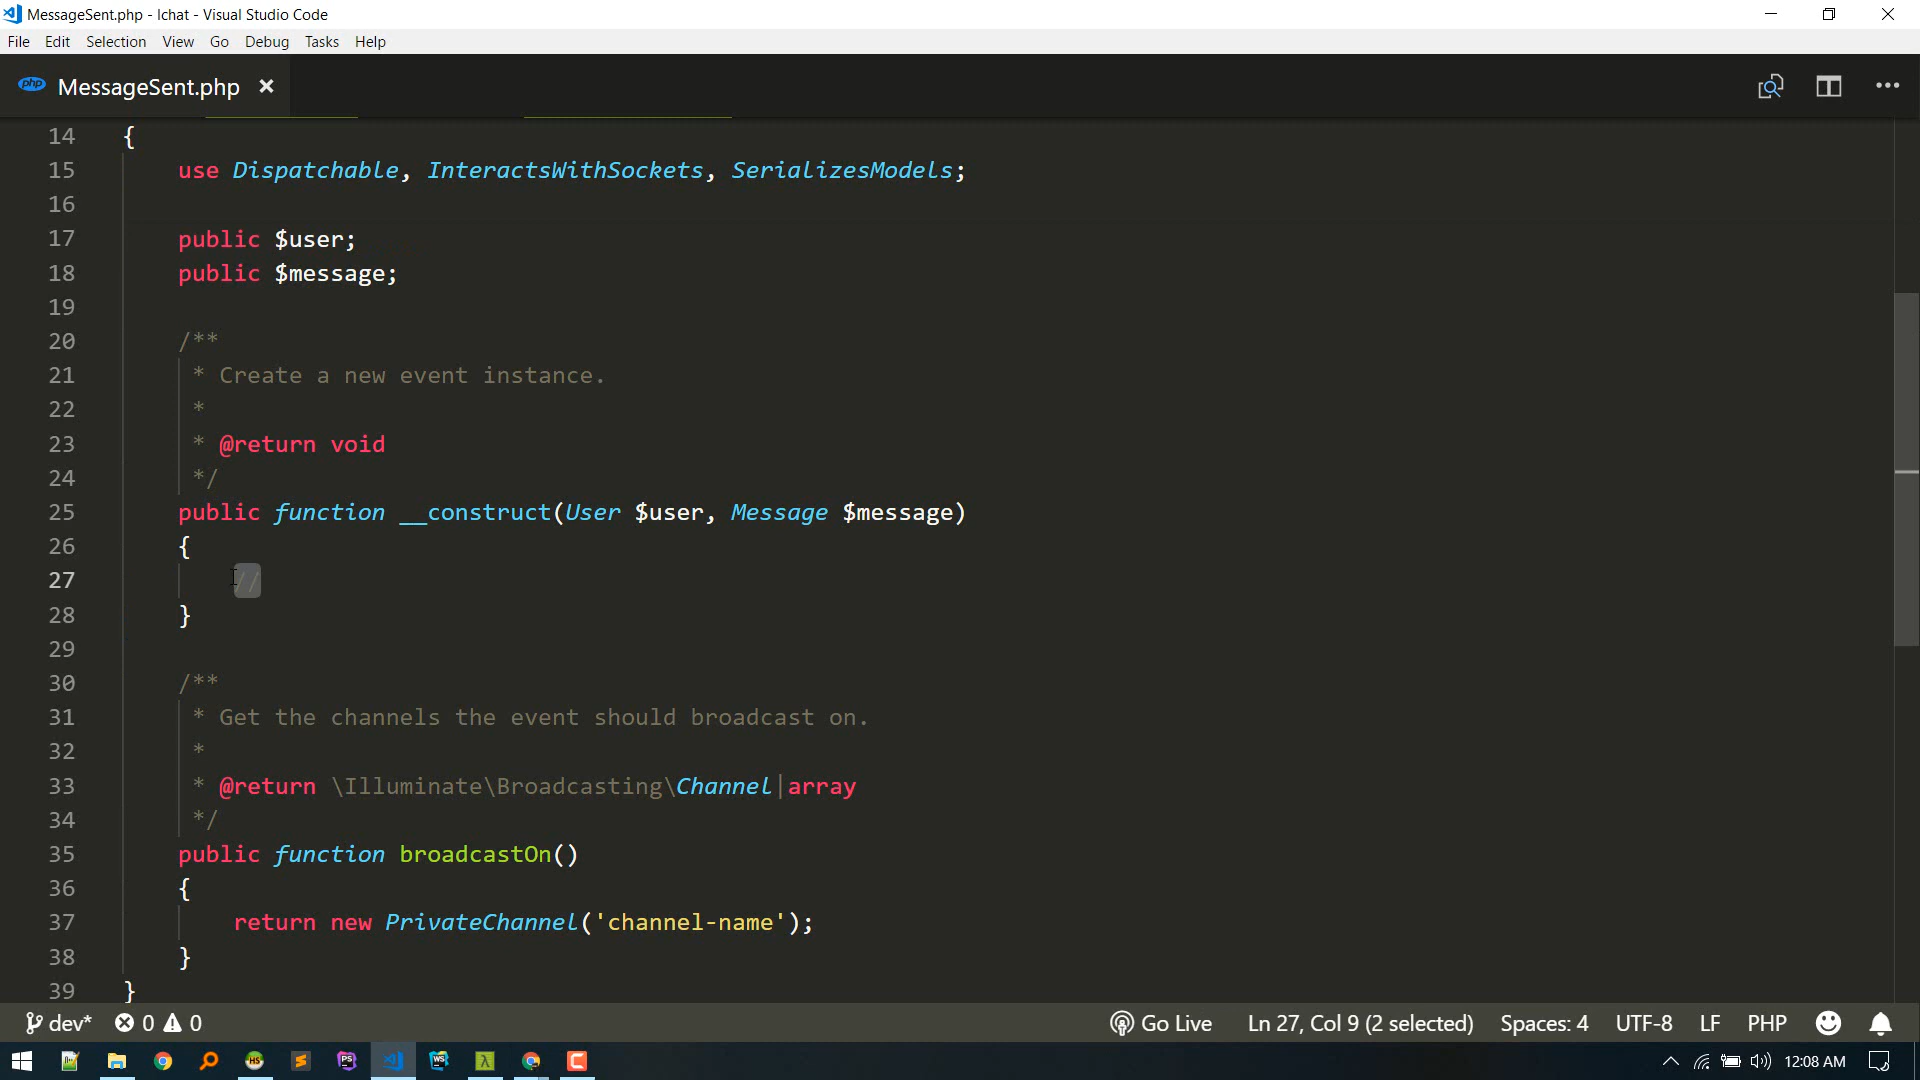 MessageSent.php - lchat - Visual Studio Code
File Edit Selection View Go Debug Tasks Help
php MessageSent.php
14 {
15 use Dispatchable, InteractsWithSockets, SerializesModels;
16
17 public $user;
18 public $message;
19
20 /**
21 * Create a new event instance.
22 *
23 * @return void
24 */
25 public function __construct(User $user, Message $message)
26 {
27 //
28 }
29
30 /**
31 * Get the channels the event should broadcast on.
32 *
33 * @return \Illuminate\Broadcasting\Channel|array
34 */
35 public function broadcastOn()
36 {
37 return new PrivateChannel('channel-name');
38 }
39 }
dev* 0 0 Go Live Ln 27, Col 9 (2 selected) Spaces: 4 UTF-8 LF PHP
HS S PS WS λ C 12:08 AM